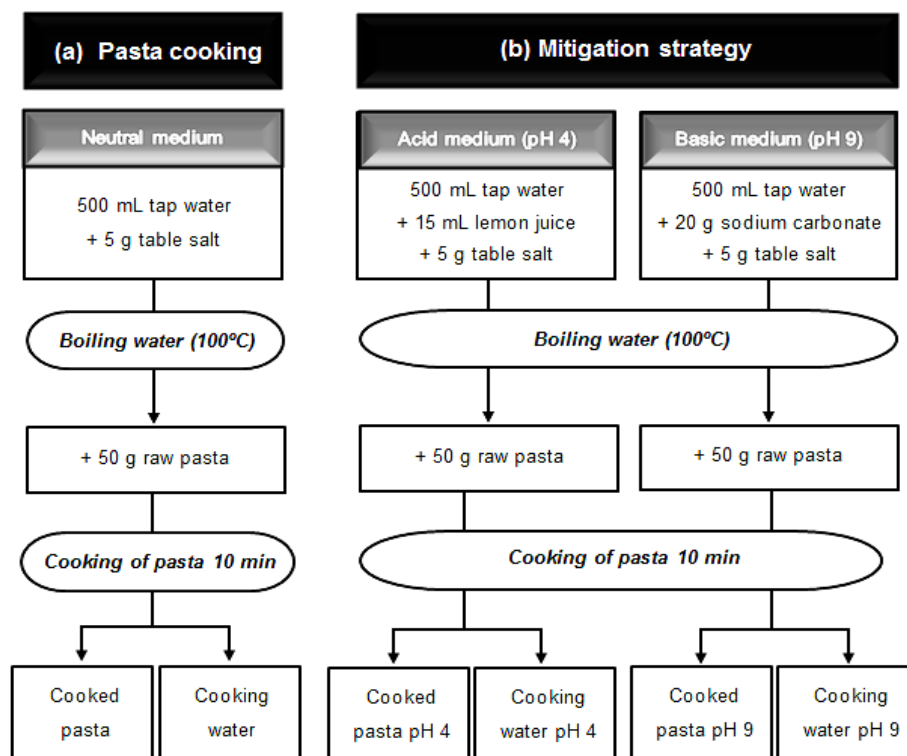 (a) Pasta cooking
(b) Mitigation strategy
Neutral medium
Acid medium (pH 4)
Basic medium (pH 9)
500 mL tap water
+ 5 g table salt
500 mL tap water
+ 15 mL lemon juice
+ 5 g table salt
500 mL tap water
+ 20 g sodium carbonate
+ 5 g table salt
Boiling water (100ºC)
Boiling water (100ºC)
+ 50 g raw pasta
+ 50 g raw pasta
+ 50 g raw pasta
Cooking of pasta 10 min
Cooking of pasta 10 min
Cooked
pasta
Cooking
water
Cooked
pasta pH 4
Cooking
water pH 4
Cooked
pasta pH 9
Cooking
water pH 9